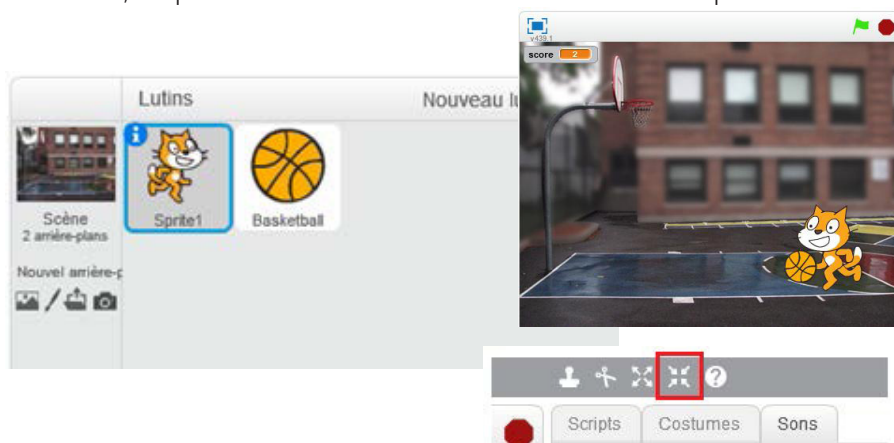 v439.1
score 2
Lutins
Nouveau lu
Scène
2 arrière-plans
Sprite1
Basketball
Nouvel arrière-p
?
Scripts
Costumes
Sons